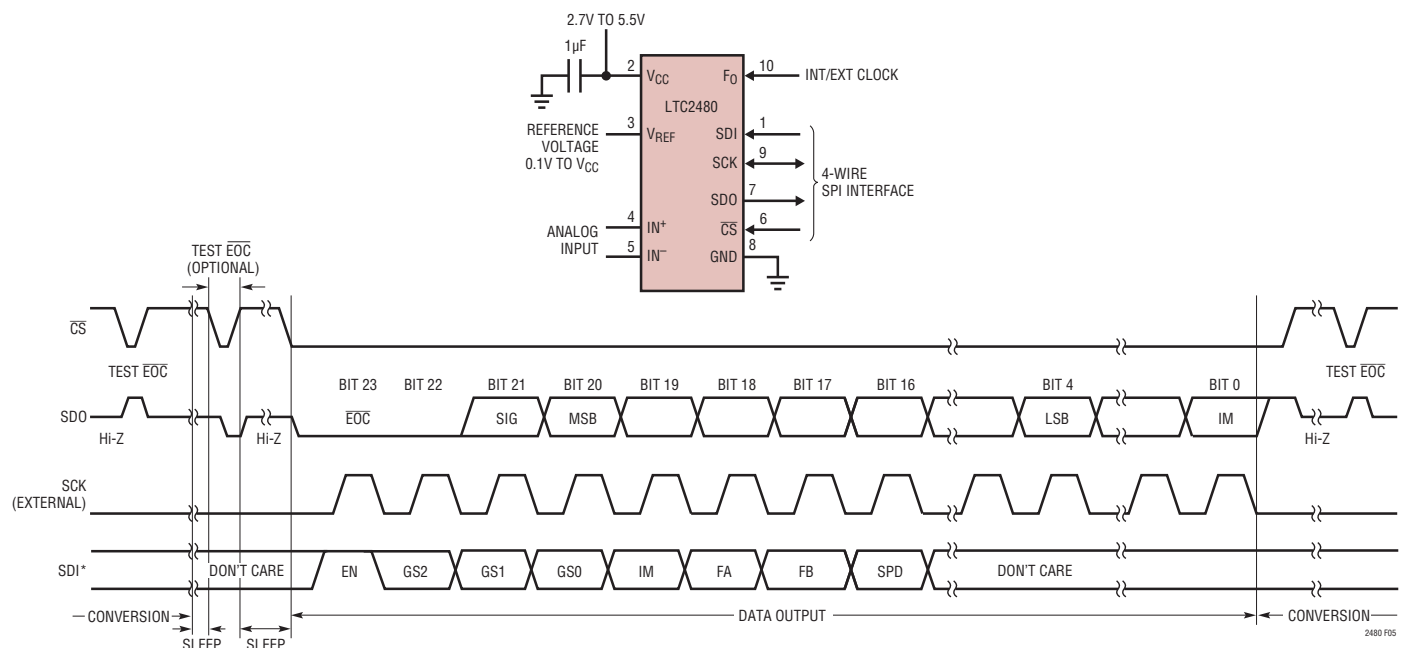 2.7V TO 5.5V
1µF
2 VCC
FO 10 INT/EXT CLOCK
LTC2480
3 VREF
REFERENCE
VOLTAGE
0.1V TO VCC
SDI 1
SCK 9
SDO 7
CS 6
4-WIRE
SPI INTERFACE
4 IN+
ANALOG
INPUT
5 IN−
GND 8
TEST EOC
(OPTIONAL)
CS
TEST EOC
BIT 23 BIT 22 BIT 21 BIT 20 BIT 19 BIT 18 BIT 17 BIT 16 BIT 4 BIT 0
TEST EOC
SDO
EOC SIG MSB LSB IM
Hi-Z Hi-Z Hi-Z
SCK
(EXTERNAL)
SDI* DON'T CARE EN GS2 GS1 GS0 IM FA FB SPD DON'T CARE
CONVERSION DATA OUTPUT CONVERSION
SLEEP SLEEP
2480 F05